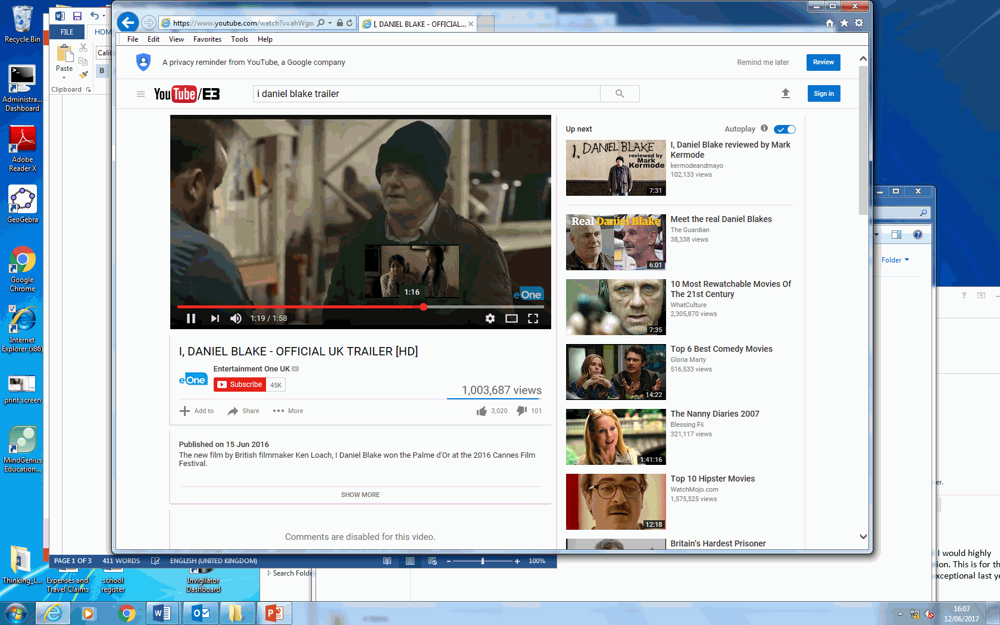 Recycle Bin
Administra...
Dashboard
Adobe
Reader X
GeoGebra
Google
Chrome
Internet
Explorer (x86)
print screen
MindGenius
Education...
Thinking_L...
Expenses and
Travel Claims
school
register
Invigilator
Dashboard
FILE
HOM
Calib
Paste
B
Clipboard
https://www.youtube.com/watch?v=ahWgxw
I, DANIEL BLAKE - OFFICIAL...
File Edit View Favorites Tools Help
A privacy reminder from YouTube, a Google company
Remind me later
Review
YouTube/E3
i daniel blake trailer
Sign in
1:16
eOne
1:19 / 1:58
I, DANIEL BLAKE - OFFICIAL UK TRAILER [HD]
eOne
Entertainment One UK
Subscribe 45K
1,003,687 views
Add to Share More
3,020 101
Published on 15 Jun 2016
The new film by British filmmaker Ken Loach, I Daniel Blake won the Palme d'Or at the 2016 Cannes Film
Festival.
SHOW MORE
Comments are disabled for this video.
Up next
Autoplay
I, DANIEL BLAKE
reviewed by
Mark
Kermode
7:31
I, Daniel Blake reviewed by Mark
Kermode
kermodeandmayo
102,133 views
Real Daniel Blake
6:01
Meet the real Daniel Blakes
The Guardian
38,338 views
7:35
10 Most Rewatchable Movies Of
The 21st Century
WhatCulture
2,305,870 views
14:22
Top 6 Best Comedy Movies
Gloria Marty
516,533 views
1:41:16
The Nanny Diaries 2007
Blessing Fii
321,117 views
12:18
Top 10 Hipster Movies
WatchMojo.com
1,575,525 views
Britain's Hardest Prisoner
Folder
er.
I would highly
ion. This is for th
xceptional last ye
PAGE 1 OF 3 411 WORDS ENGLISH (UNITED KINGDOM) 100%
Search Folde
16:07
12/06/2017